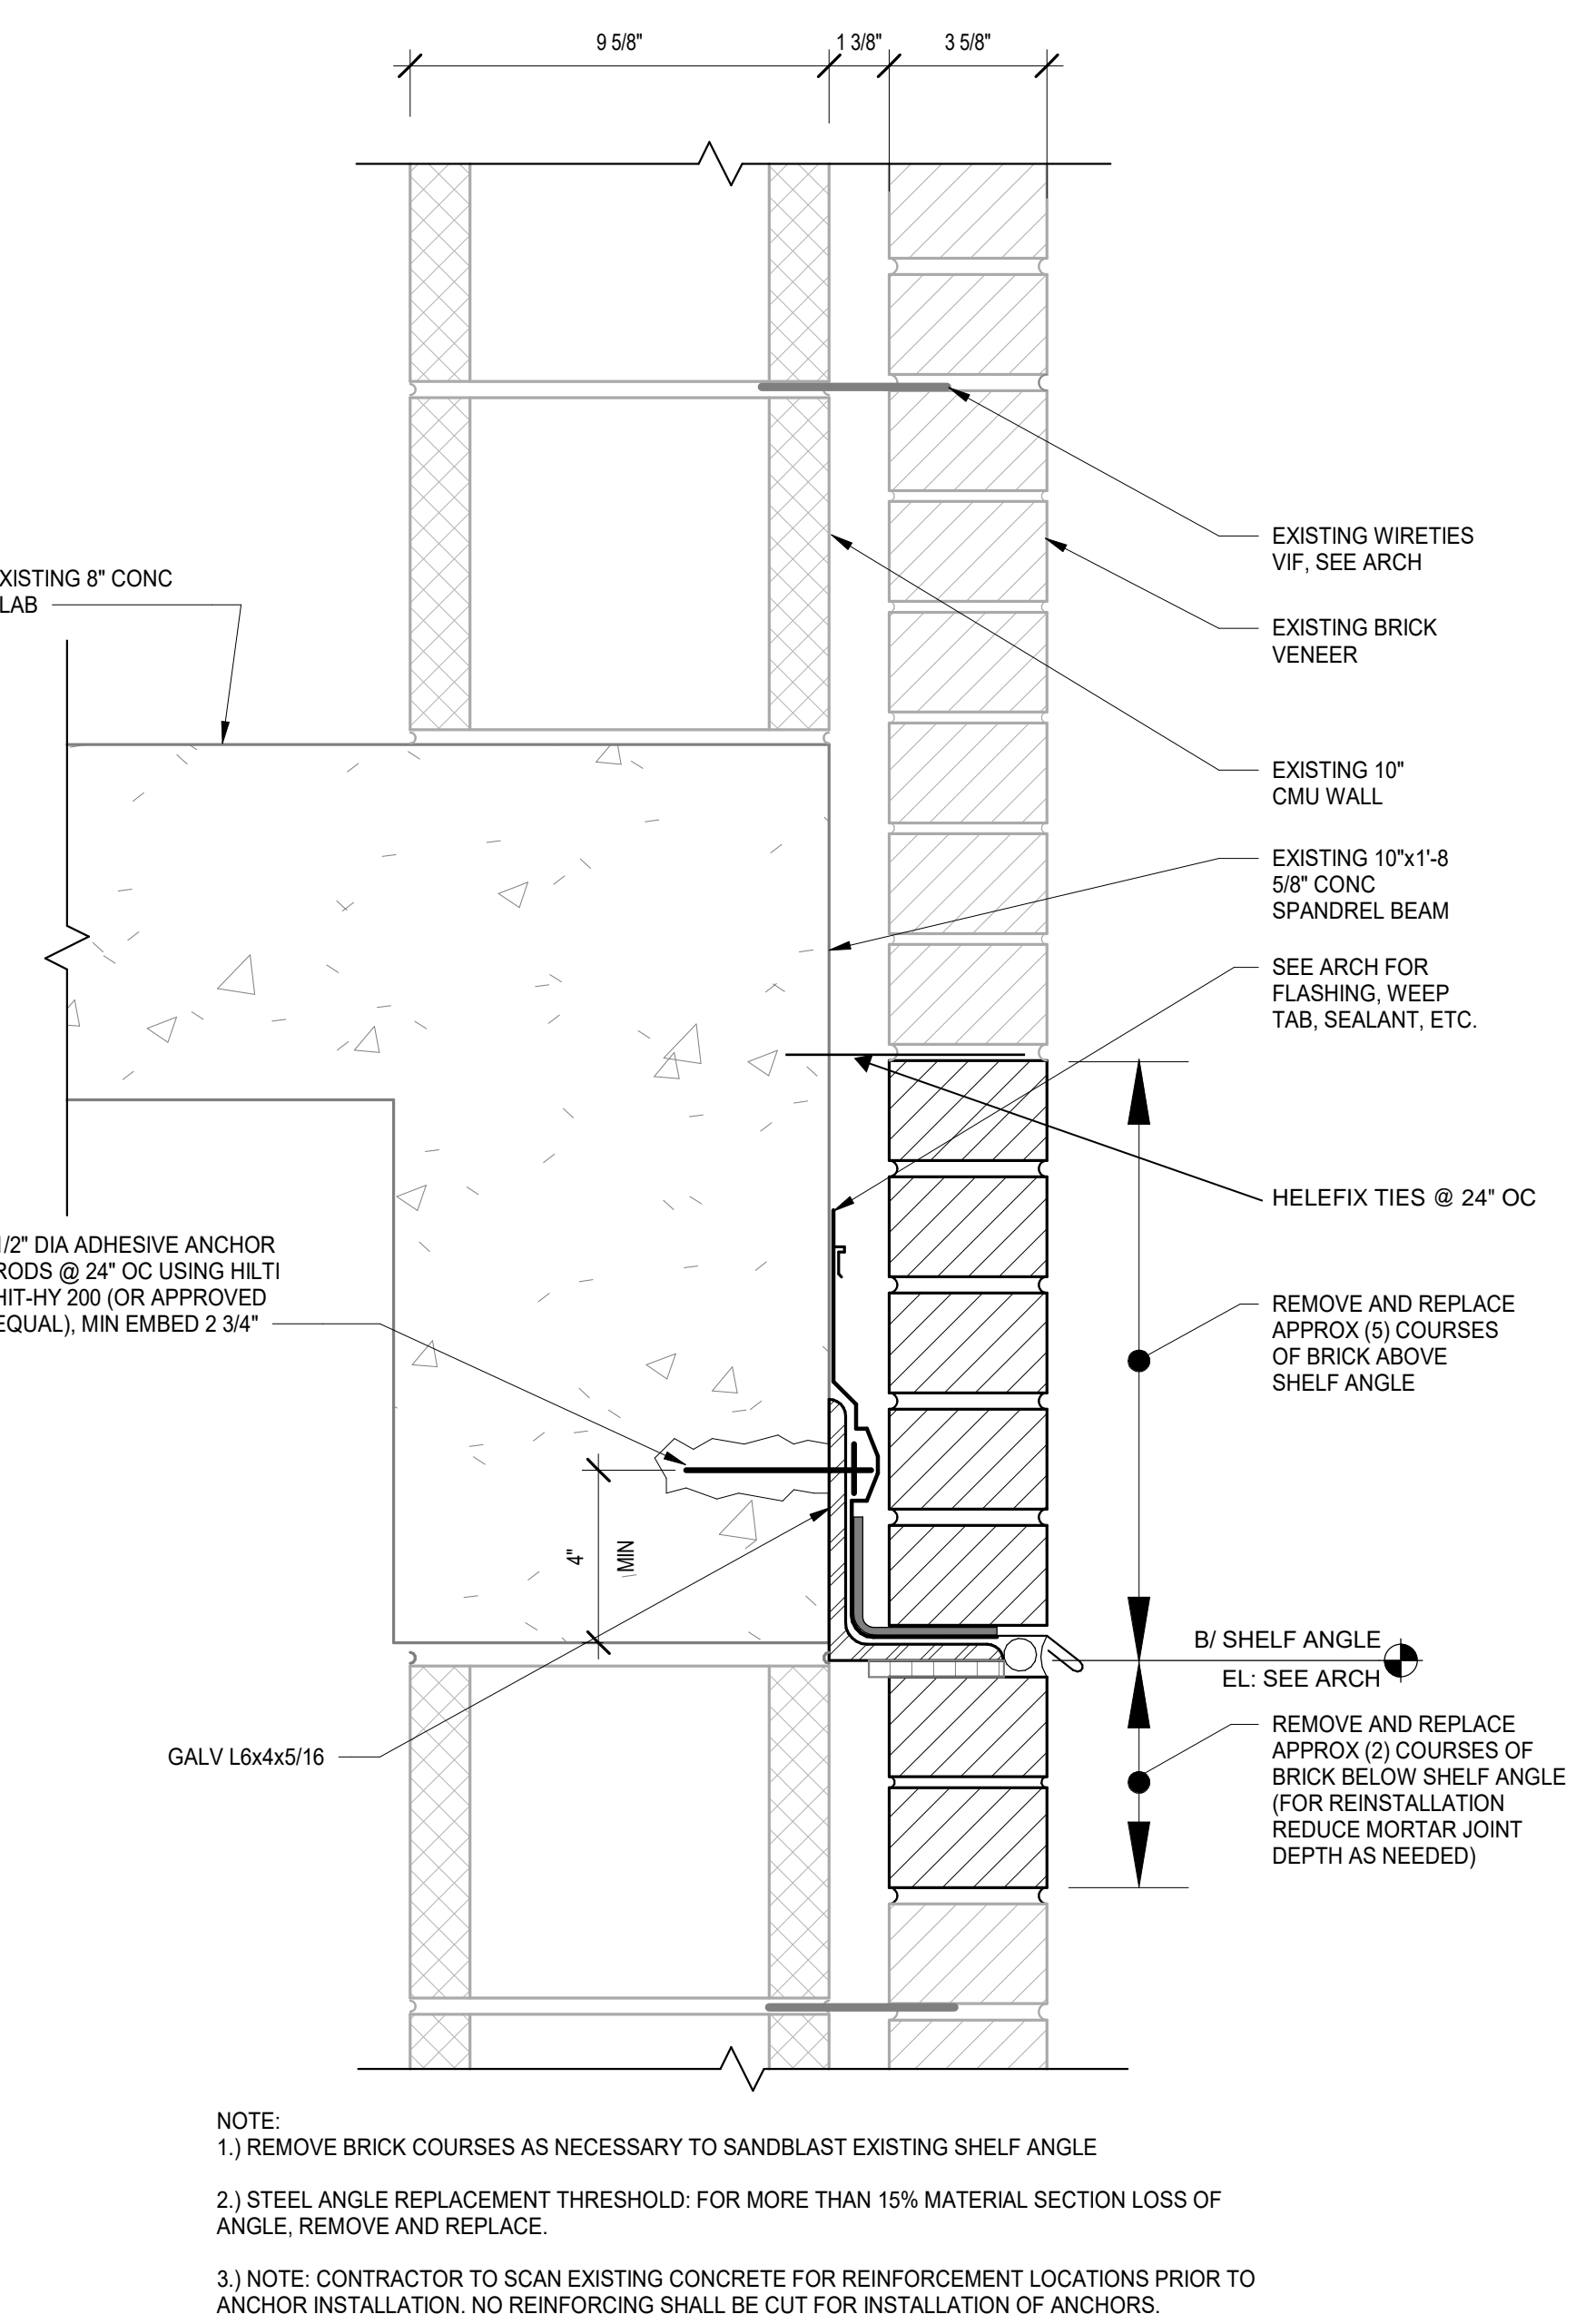 9 5/8"
1 3/8"
3 5/8"
EXISTING WIRETIES
VIF, SEE ARCH
XISTING 8" CONC
LAB
EXISTING BRICK
VENEER
EXISTING 10"
CMU WALL
EXISTING 10"x1'-8
5/8" CONC
SPANDREL BEAM
SEE ARCH FOR
FLASHING, WEEP
TAB, SEALANT, ETC.
HELEFIX TIES @ 24" OC
1/2" DIA ADHESIVE ANCHOR
RODS @ 24" OC USING HILTI
HIT-HY 200 (OR APPROVED
EQUAL), MIN EMBED 2 3/4"
REMOVE AND REPLACE
APPROX (5) COURSES
OF BRICK ABOVE
SHELF ANGLE
4"
MIN
B/ SHELF ANGLE
EL: SEE ARCH
GALV L6x4x5/16
REMOVE AND REPLACE
APPROX (2) COURSES OF
BRICK BELOW SHELF ANGLE
(FOR REINSTALLATION
REDUCE MORTAR JOINT
DEPTH AS NEEDED)
NOTE:
1.) REMOVE BRICK COURSES AS NECESSARY TO SANDBLAST EXISTING SHELF ANGLE
2.) STEEL ANGLE REPLACEMENT THRESHOLD: FOR MORE THAN 15% MATERIAL SECTION LOSS OF
ANGLE, REMOVE AND REPLACE.
3.) NOTE: CONTRACTOR TO SCAN EXISTING CONCRETE FOR REINFORCEMENT LOCATIONS PRIOR TO
ANCHOR INSTALLATION. NO REINFORCING SHALL BE CUT FOR INSTALLATION OF ANCHORS.